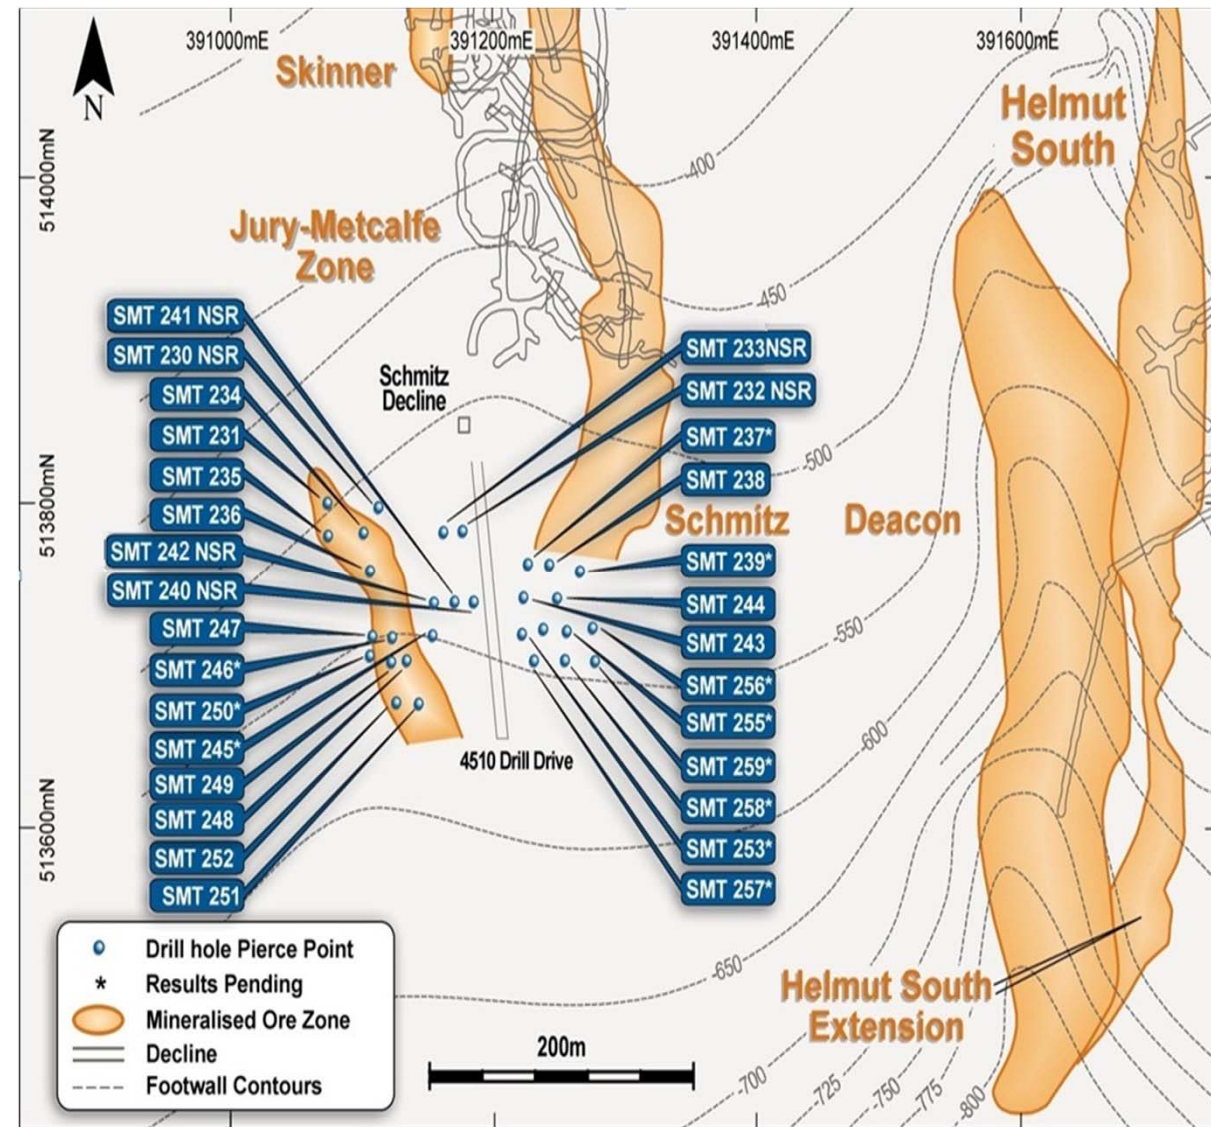 391000mE
391200mE
391400mE
391600mE
514000mN
513800mN
513600mN
N
Skinner
Helmut
South
Jury-Metcalfe
Zone
-400
-450
-500
-550
-600
-650
-700
-725
-750
-775
-800
Schmitz
Decline
SMT 241 NSR
SMT 230 NSR
SMT 234
SMT 231
SMT 235
SMT 236
SMT 242 NSR
SMT 240 NSR
SMT 247
SMT 246*
SMT 250*
SMT 245*
SMT 249
SMT 248
SMT 252
SMT 251
SMT 233NSR
SMT 232 NSR
SMT 237*
SMT 238
Schmitz
Deacon
SMT 239*
SMT 244
SMT 243
SMT 256*
SMT 255*
SMT 259*
SMT 258*
SMT 253*
SMT 257*
4510 Drill Drive
Helmut South
Extension
Drill hole Pierce Point
* Results Pending
Mineralised Ore Zone
Decline
Footwall Contours
200m